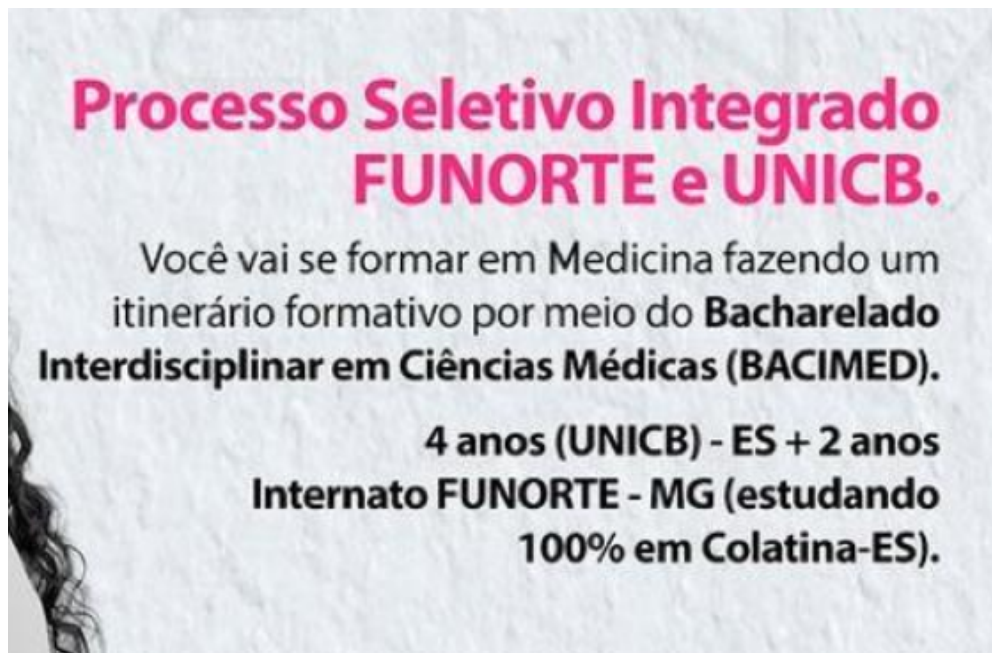 Processo Seletivo Integrado
FUNORTE e UNICB.
Você vai se formar em Medicina fazendo um
itinerário formativo por meio do Bacharelado
Interdisciplinar em Ciências Médicas (BACIMED).
4 anos (UNICB) - ES + 2 anos
Internato FUNORTE - MG (estudando
100% em Colatina-ES).